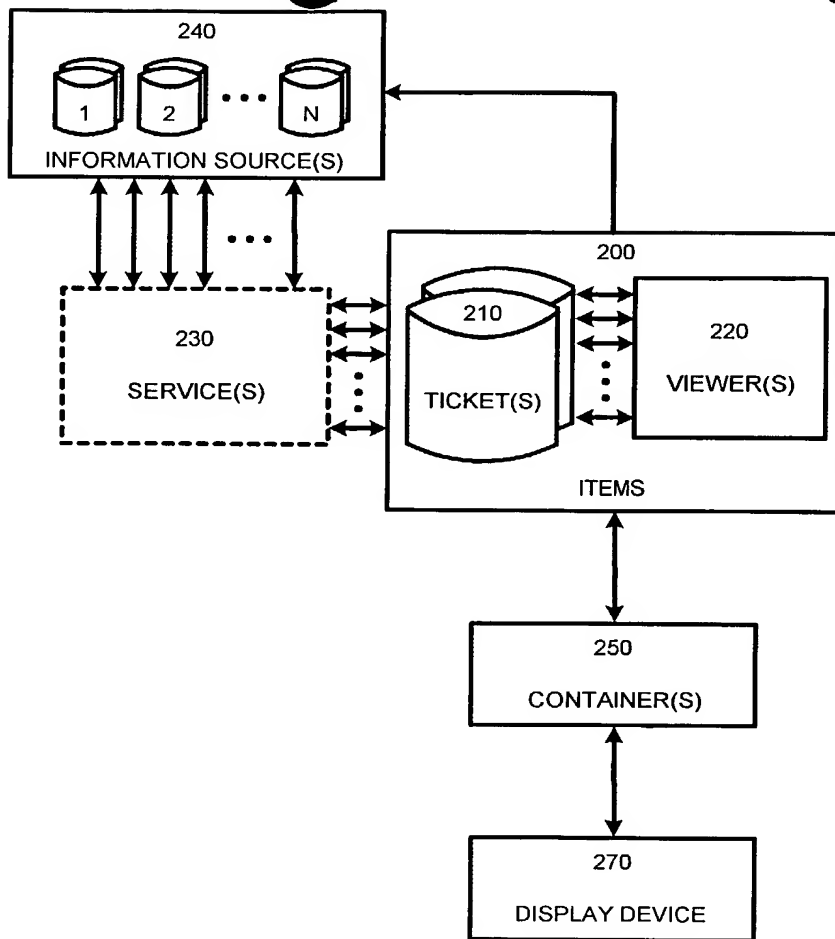 240
1 2 N
INFORMATION SOURCE(S)
200
210
TICKET(S)
220
VIEWER(S)
ITEMS
230
SERVICE(S)
250
CONTAINER(S)
270
DISPLAY DEVICE